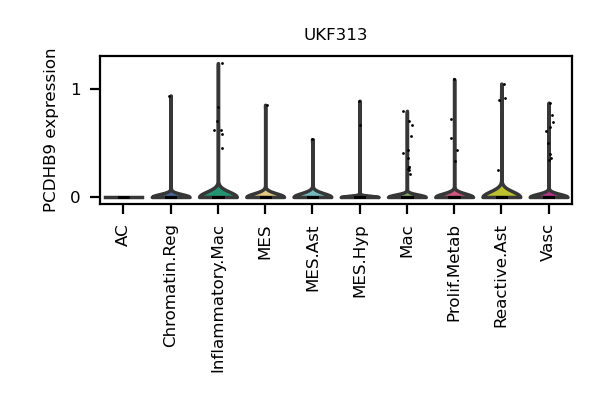 UKF313
PCDHB9 expression
1
0
AC
Chromatin.Reg
Inflammatory.Mac
MES
MES.Ast
MES.Hyp
Mac
Prolif.Metab
Reactive.Ast
Vasc